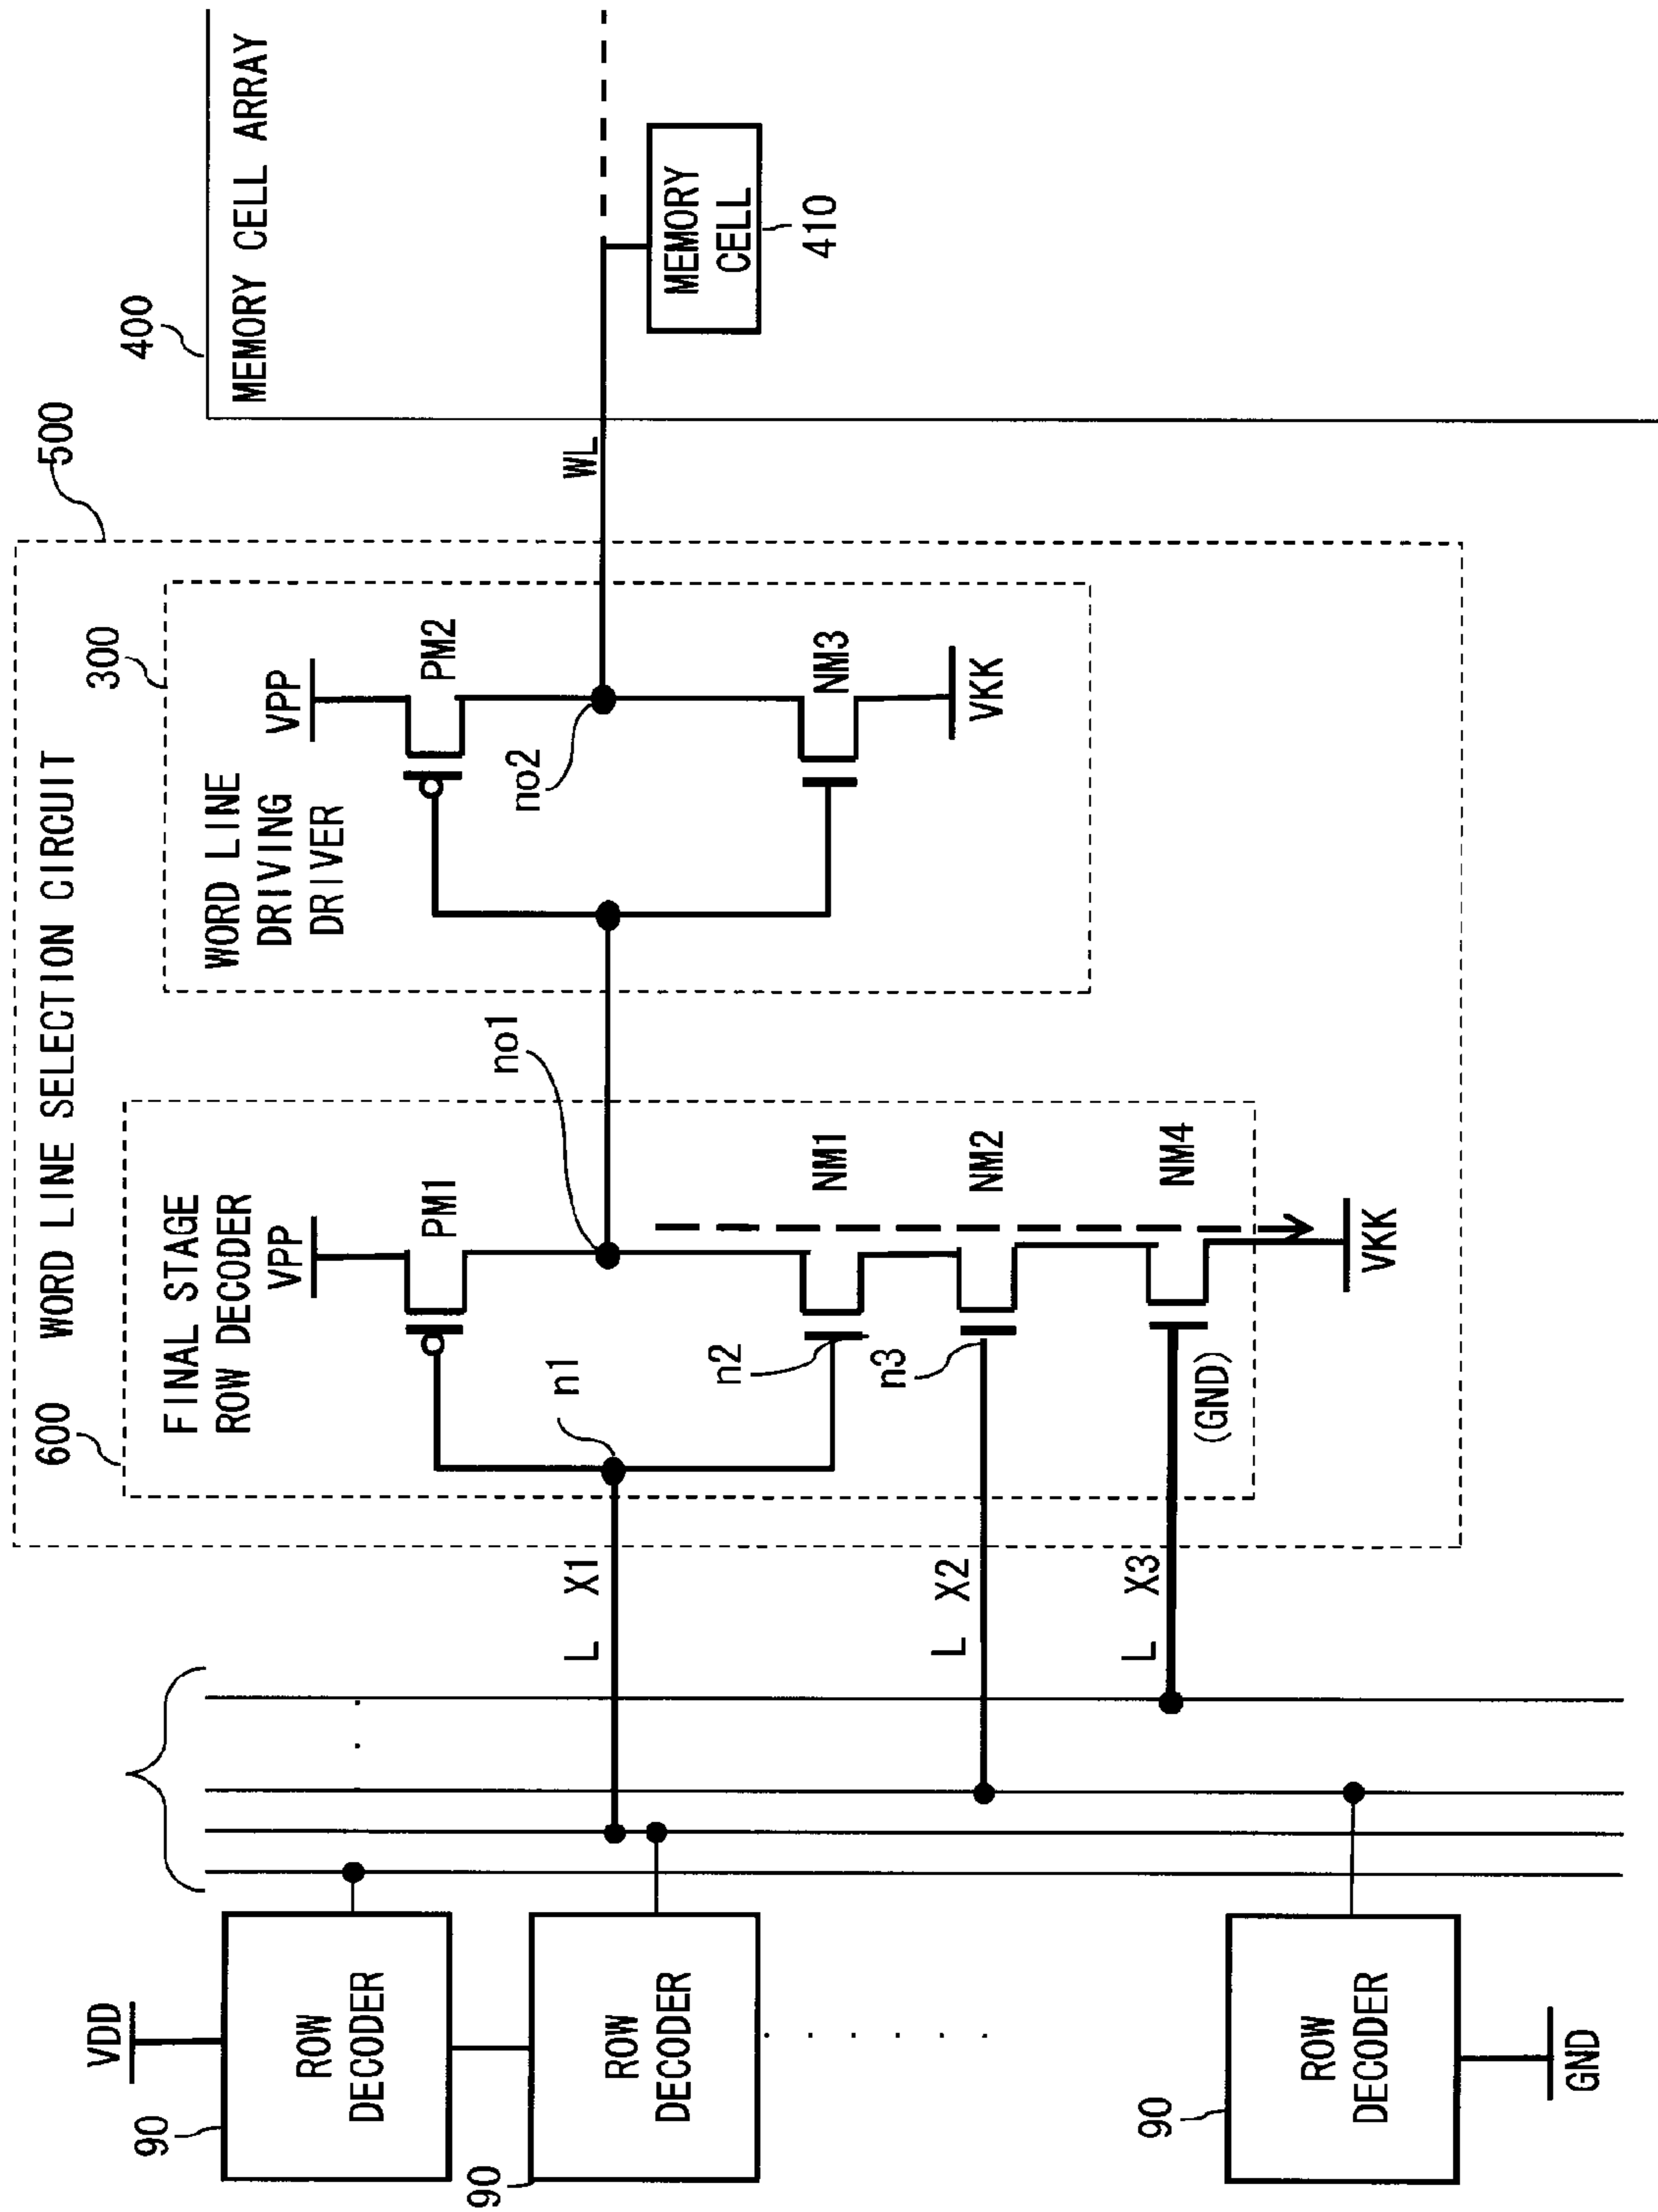 500
WORD LINE SELECTION CIRCUIT
400
MEMORY CELL ARRAY
600
FINAL STAGE
ROW DECODER
300
WORD LINE
DRIVING
DRIVER
VDD
90
ROW
DECODER
90
ROW
DECODER
90
ROW
DECODER
GND
L X1
L X2
L X3
n1
n2
n3
(GND)
VPP
PM1
no1
NM1
NM2
NM4
VKK
VPP
PM2
no2
NM3
VKK
WL
MEMORY
CELL
410